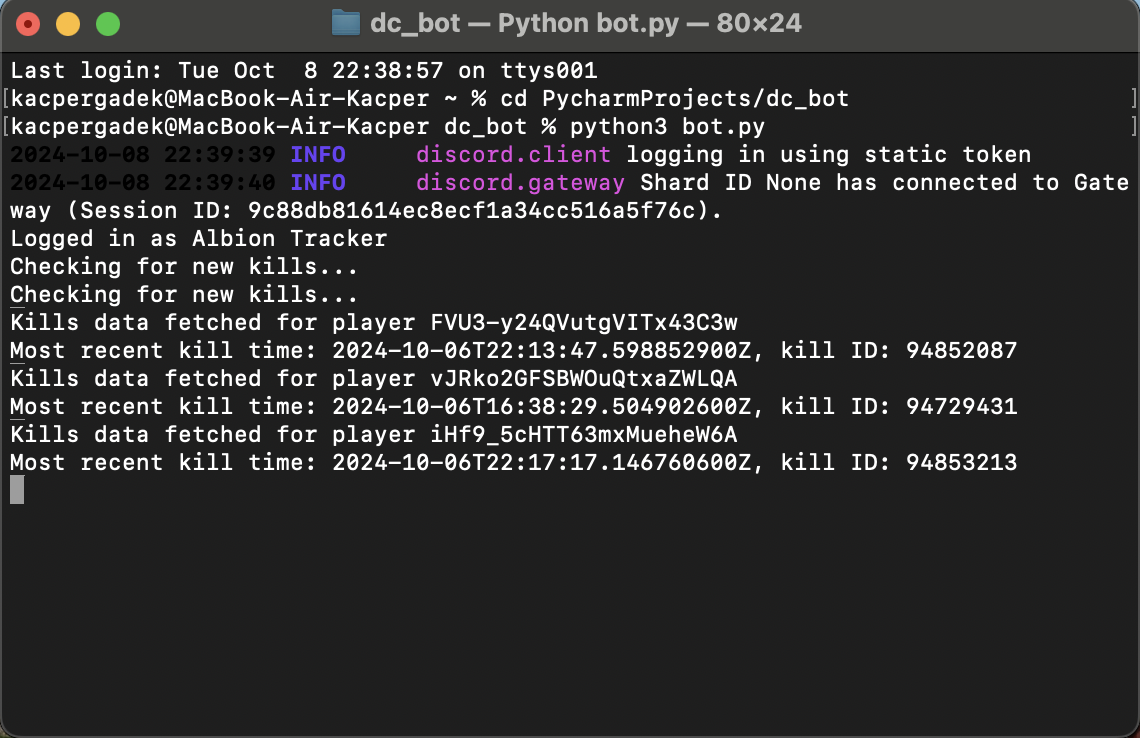 dc_bot — Python bot.py — 80×24
Last login: Tue Oct  8 22:38:57 on ttys001
[kacpergadek@MacBook-Air-Kacper ~ % cd PycharmProjects/dc_bot ]
[kacpergadek@MacBook-Air-Kacper dc_bot % python3 bot.py ]
2024-10-08 22:39:39 INFO     discord.client logging in using static token
2024-10-08 22:39:40 INFO     discord.gateway Shard ID None has connected to Gate
way (Session ID: 9c88db81614ec8ecf1a34cc516a5f76c).
Logged in as Albion Tracker
Checking for new kills...
Checking for new kills...
Kills data fetched for player FVU3-y24QVutgVITx43C3w
Most recent kill time: 2024-10-06T22:13:47.598852900Z, kill ID: 94852087
Kills data fetched for player vJRko2GFSBWOuQtxaZWLQA
Most recent kill time: 2024-10-06T16:38:29.504902600Z, kill ID: 94729431
Kills data fetched for player iHf9_5cHTT63mxMueheW6A
Most recent kill time: 2024-10-06T22:17:17.146760600Z, kill ID: 94853213